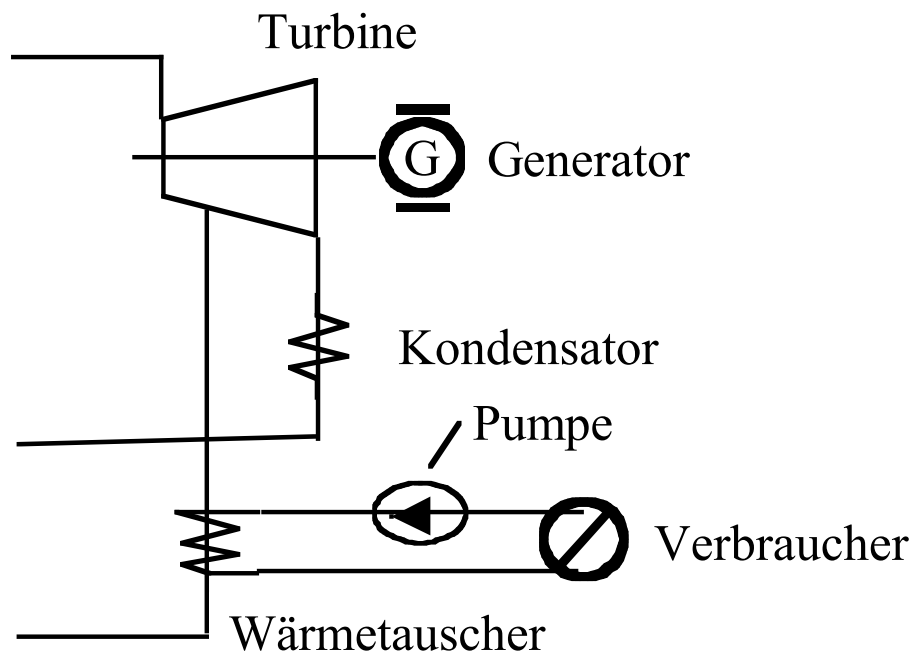 Turbine
G
Generator
Kondensator
Pumpe
Verbraucher
Wärmetauscher